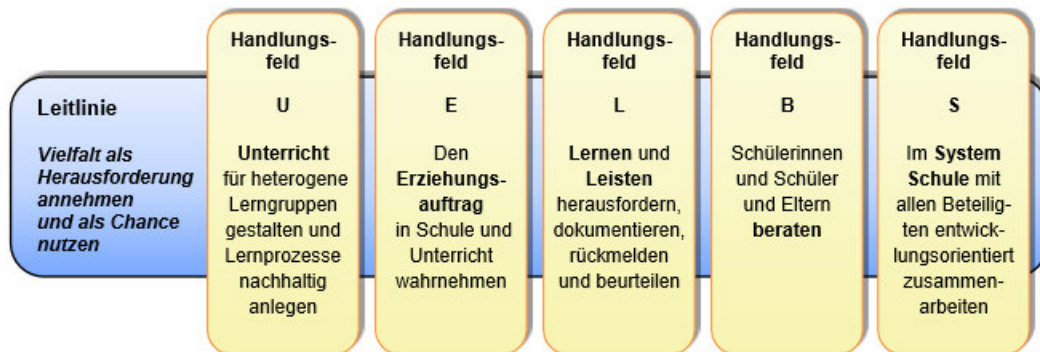 Leitlinie
Vielfalt als
Herausforderung
annehmen
und als Chance
nutzen
Handlungs-
feld
U
Unterricht
für heterogene
Lerngruppen
gestalten und
Lernprozesse
nachhaltig
anlegen
Handlungs-
feld
E
Den
Erziehungs-
auftrag
in Schule und
Unterricht
wahrnehmen
Handlungs-
feld
L
Lernen und
Leisten
herausfordern,
dokumentieren,
rückmelden
und beurteilen
Handlungs-
feld
B
Schülerinnen
und Schüler
und Eltern
beraten
Handlungs-
feld
S
Im System
Schule mit
allen Beteilig-
ten entwick-
lungsorientiert
zusammen-
arbeiten